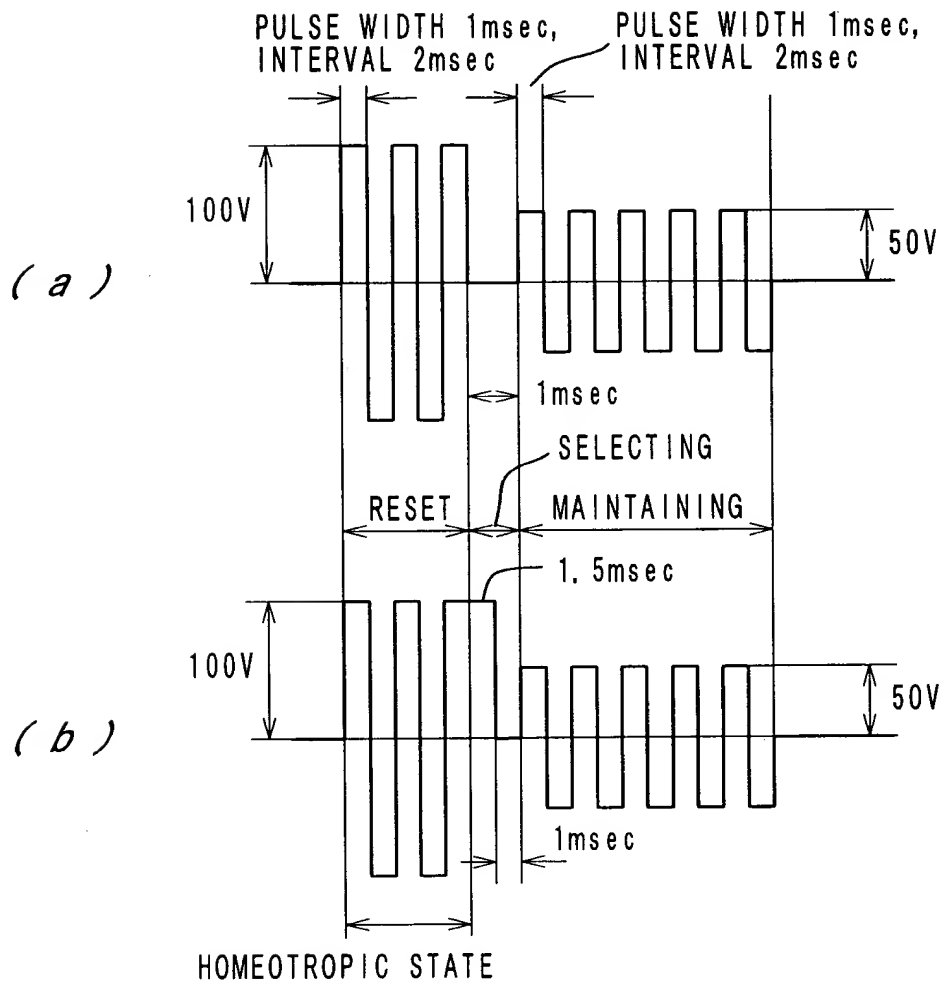 PULSE WIDTH 1msec,
INTERVAL 2msec
PULSE WIDTH 1msec,
INTERVAL 2msec
100V
50V
(a)
1msec
SELECTING
RESET
MAINTAINING
1.5msec
100V
50V
(b)
1msec
HOMEOTROPIC STATE